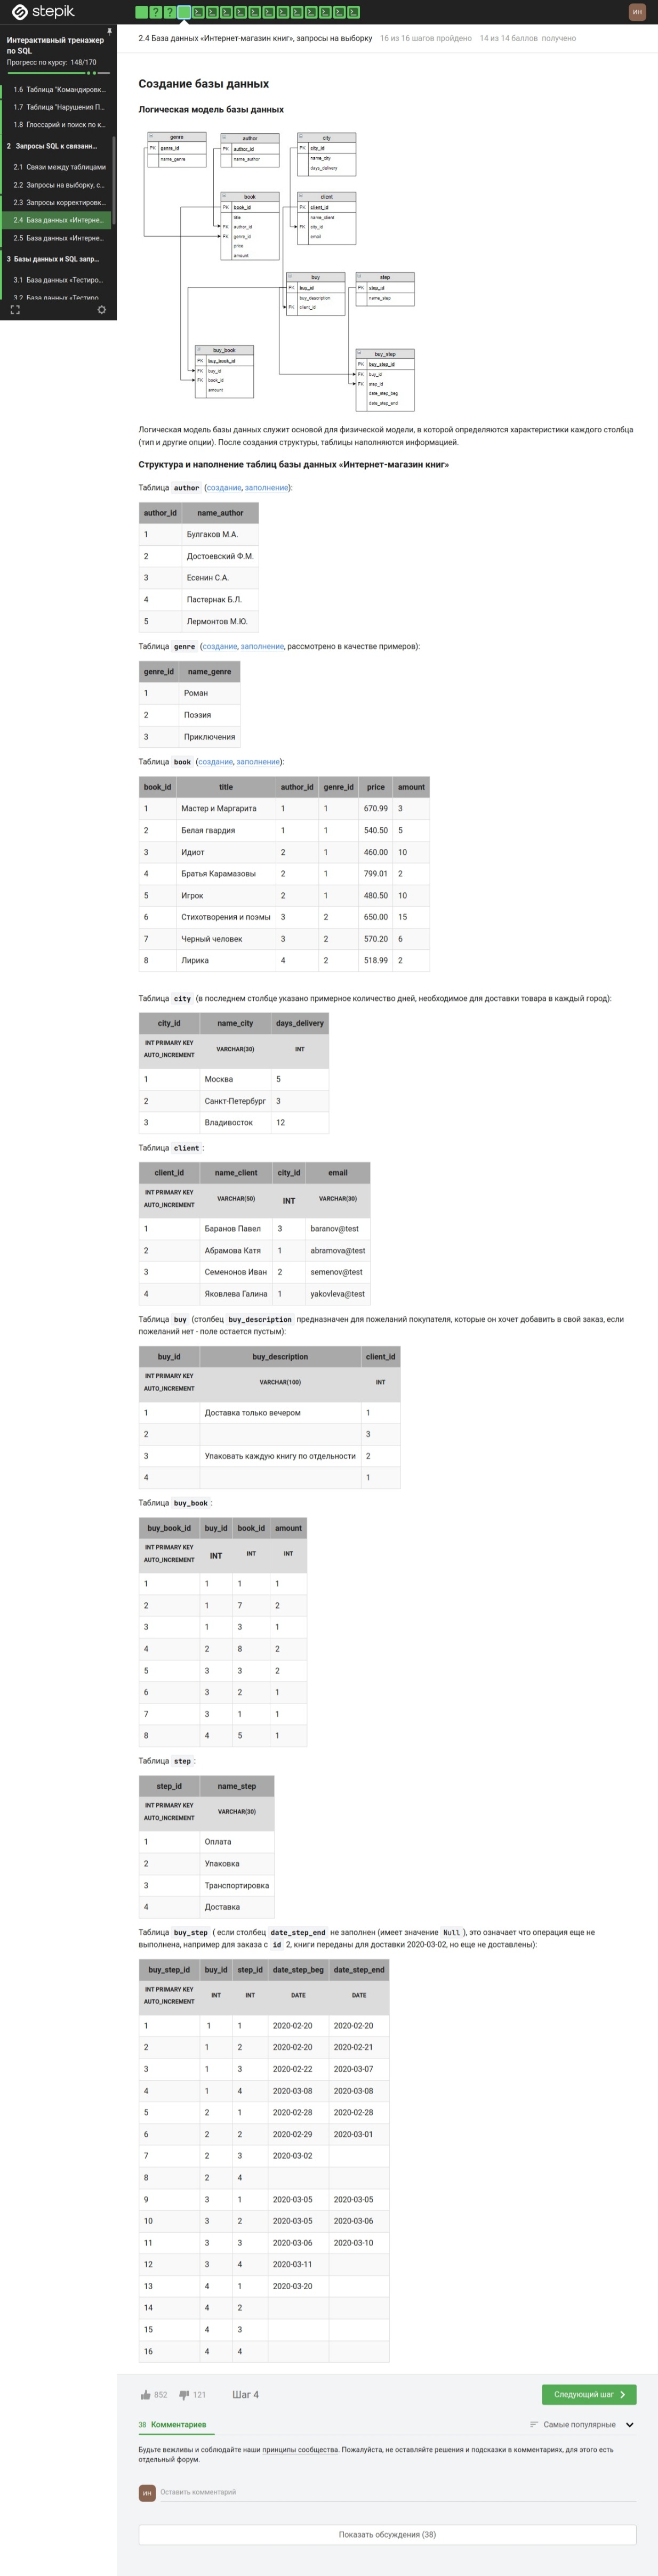 stepik
ИН
Интерактивный тренажер
по SQL
Прогресс по курсу: 148/170
1.6 Таблица "Командировк...
1.7 Таблица "Нарушения П...
1.8 Глоссарий и поиск по к...
2 Запросы SQL к связанн...
2.1 Связи между таблицами
2.2 Запросы на выборку, с...
2.3 Запросы корректировк...
2.4 База данных «Интерне...
2.5 База данных «Интерне...
3 Базы данных и SQL запр...
3.1 База данных «Тестиро...
3.2 База данных «Тестиро
2.4 База данных «Интернет-магазин книг», запросы на выборку 16 из 16 шагов пройдено 14 из 14 баллов получено
Создание базы данных
Логическая модель базы данных
genre
PK genre_id
name_genre
author
PK author_id
name_author
city
PK city_id
name_city
days_delivery
book
PK book_id
title
FK author_id
FK genre_id
price
amount
client
PK client_id
name_client
FK city_id
email
buy
PK buy_id
buy_description
FK client_id
step
PK step_id
name_step
buy_book
PK buy_book_id
FK buy_id
FK book_id
amount
buy_step
PK buy_step_id
FK buy_id
FK step_id
date_step_beg
date_step_end
Логическая модель базы данных служит основой для физической модели, в которой определяются характеристики каждого столбца
(тип и другие опции). После создания структуры, таблицы наполняются информацией.
Структура и наполнение таблиц базы данных «Интернет-магазин книг»
Таблица author (создание, заполнение):
author_id name_author
1 Булгаков М.А.
2 Достоевский Ф.М.
3 Есенин С.А.
4 Пастернак Б.Л.
5 Лермонтов М.Ю.
Таблица genre (создание, заполнение, рассмотрено в качестве примеров):
genre_id name_genre
1 Роман
2 Поэзия
3 Приключения
Таблица book (создание, заполнение):
book_id title author_id genre_id price amount
1 Мастер и Маргарита 1 1 670.99 3
2 Белая гвардия 1 1 540.50 5
3 Идиот 2 1 460.00 10
4 Братья Карамазовы 2 1 799.01 2
5 Игрок 2 1 480.50 10
6 Стихотворения и поэмы 3 2 650.00 15
7 Черный человек 3 2 570.20 6
8 Лирика 4 2 518.99 2
Таблица city (в последнем столбце указано примерное количество дней, необходимое для доставки товара в каждый город):
city_id name_city days_delivery
INT PRIMARY KEY AUTO_INCREMENT VARCHAR(30) INT
1 Москва 5
2 Санкт-Петербург 3
3 Владивосток 12
Таблица client :
client_id name_client city_id email
INT PRIMARY KEY AUTO_INCREMENT VARCHAR(50) INT VARCHAR(30)
1 Баранов Павел 3 baranov@test
2 Абрамова Катя 1 abramova@test
3 Семенонов Иван 2 semenov@test
4 Яковлева Галина 1 yakovleva@test
Таблица buy (столбец buy_description предназначен для пожеланий покупателя, которые он хочет добавить в свой заказ, если
пожеланий нет - поле остается пустым):
buy_id buy_description client_id
INT PRIMARY KEY AUTO_INCREMENT VARCHAR(100) INT
1 Доставка только вечером 1
2 3
3 Упаковать каждую книгу по отдельности 2
4 1
Таблица buy_book :
buy_book_id buy_id book_id amount
INT PRIMARY KEY AUTO_INCREMENT INT INT INT
1 1 1 1
2 1 7 2
3 1 3 1
4 2 8 2
5 3 3 2
6 3 2 1
7 3 1 1
8 4 5 1
Таблица step :
step_id name_step
INT PRIMARY KEY AUTO_INCREMENT VARCHAR(30)
1 Оплата
2 Упаковка
3 Транспортировка
4 Доставка
Таблица buy_step ( если столбец date_step_end не заполнен (имеет значение Null ), это означает что операция еще не
выполнена, например для заказа с id 2, книги переданы для доставки 2020-03-02, но еще не доставлены):
buy_step_id buy_id step_id date_step_beg date_step_end
INT PRIMARY KEY AUTO_INCREMENT INT INT DATE DATE
1 1 1 2020-02-20 2020-02-20
2 1 2 2020-02-20 2020-02-21
3 1 3 2020-02-22 2020-03-07
4 1 4 2020-03-08 2020-03-08
5 2 1 2020-02-28 2020-02-28
6 2 2 2020-02-29 2020-03-01
7 2 3 2020-03-02
8 2 4
9 3 1 2020-03-05 2020-03-05
10 3 2 2020-03-05 2020-03-06
11 3 3 2020-03-06 2020-03-10
12 3 4 2020-03-11
13 4 1 2020-03-20
14 4 2
15 4 3
16 4 4
852 121 Шаг 4 Следующий шаг
38 Комментариев Самые популярные
Будьте вежливы и соблюдайте наши принципы сообщества. Пожалуйста, не оставляйте решения и подсказки в комментариях, для этого есть
отдельный форум.
ИН Оставить комментарий
Показать обсуждения (38)